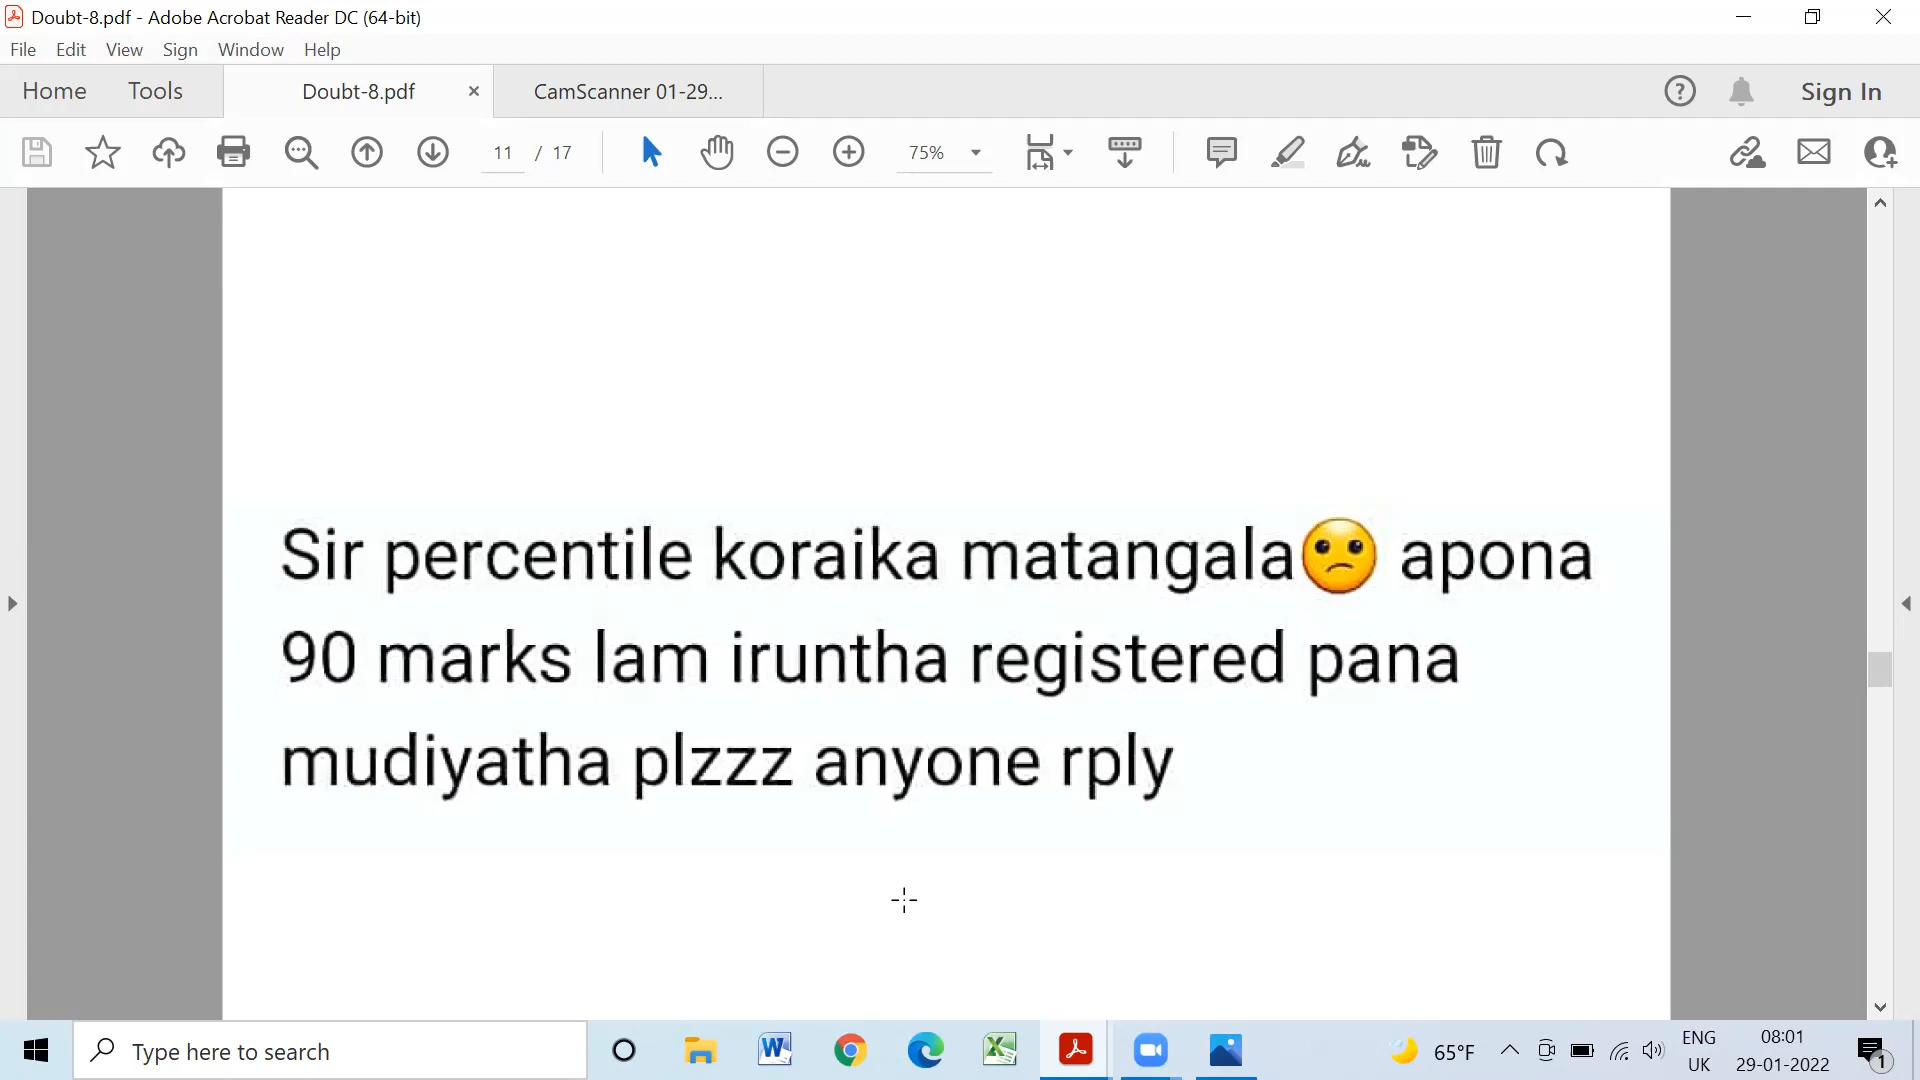 Doubt-8.pdf - Adobe Acrobat Reader DC (64-bit)
File Edit View Sign Window Help
Home Tools Doubt-8.pdf × CamScanner 01-29... Sign In
11 / 17 75%
Sir percentile koraika matangala🙁 apona
90 marks lam iruntha registered pana
mudiyatha plzzz anyone rply
Type here to search 65°F ENG 08:01
UK 29-01-2022 1